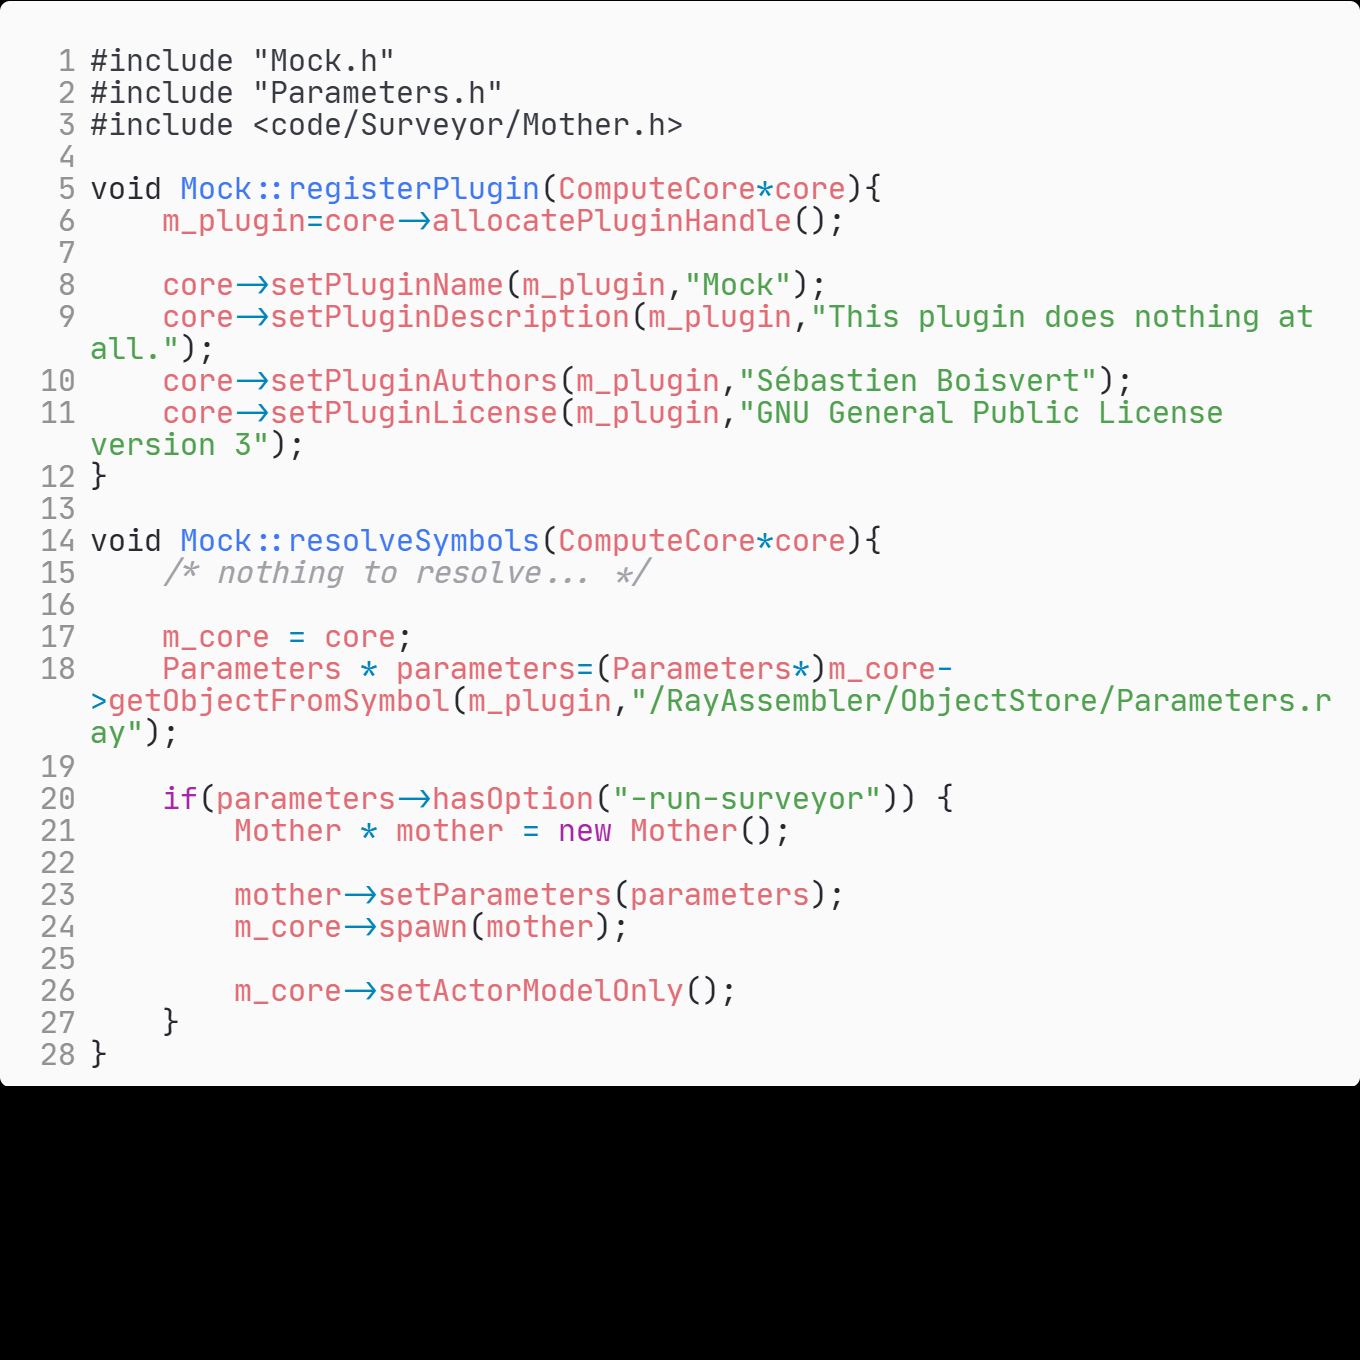 1 #include "Mock.h"
2 #include "Parameters.h"
3 #include <code/Surveyor/Mother.h>
4
5 void Mock::registerPlugin(ComputeCore*core){
6     m_plugin=core->allocatePluginHandle();
7
8     core->setPluginName(m_plugin,"Mock");
9     core->setPluginDescription(m_plugin,"This plugin does nothing at
all.");
10     core->setPluginAuthors(m_plugin,"Sébastien Boisvert");
11     core->setPluginLicense(m_plugin,"GNU General Public License
version 3");
12 }
13
14 void Mock::resolveSymbols(ComputeCore*core){
15     /* nothing to resolve... */
16
17     m_core = core;
18     Parameters * parameters=(Parameters*)m_core-
>getObjectFromSymbol(m_plugin,"/RayAssembler/ObjectStore/Parameters.r
ay");
19
20     if(parameters->hasOption("-run-surveyor")) {
21         Mother * mother = new Mother();
22
23         mother->setParameters(parameters);
24         m_core->spawn(mother);
25
26         m_core->setActorModelOnly();
27     }
28 }